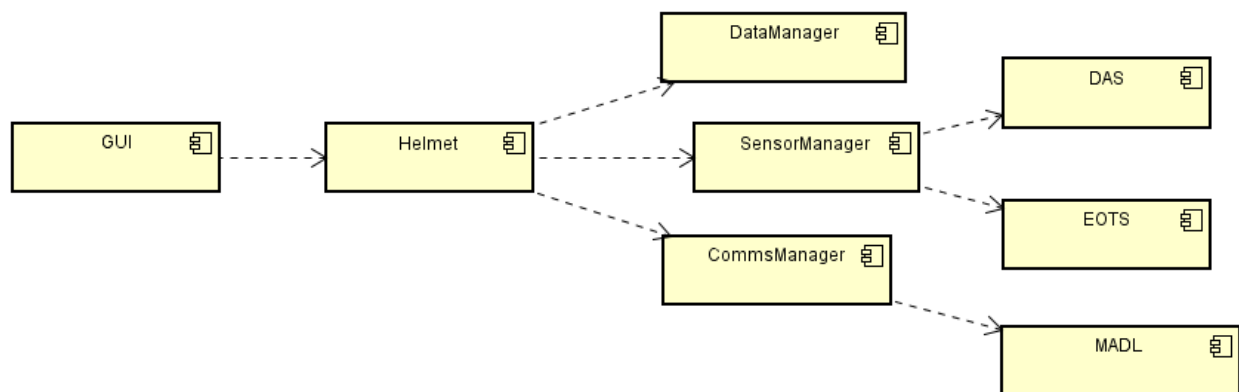 DataManager
DAS
GUI
Helmet
SensorManager
EOTS
CommsManager
MADL